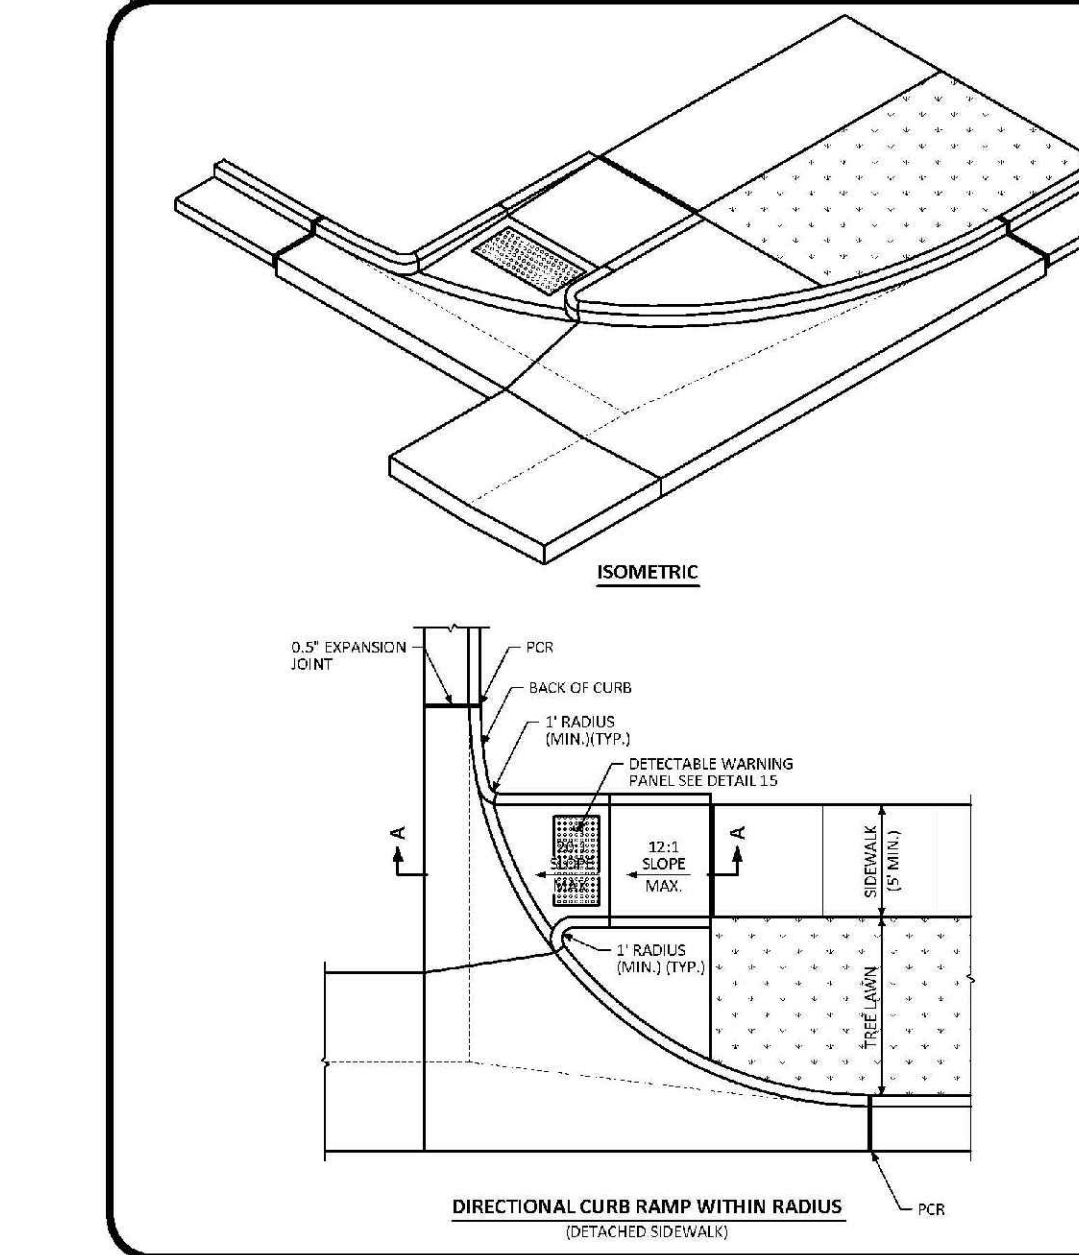 ISOMETRIC
0.5" EXPANSION
JOINT
PCR
BACK OF CURB
1' RADIUS
(MIN.)(TYP.)
DETECTABLE WARNING
PANEL SEE DETAIL 15
A
SLOPE
MAX.
12:1
SLOPE
MAX.
A
SIDEWALK
(5' MIN.)
1' RADIUS
(MIN.) (TYP.)
TREE LAWN
PCR
DIRECTIONAL CURB RAMP WITHIN RADIUS
(DETACHED SIDEWALK)